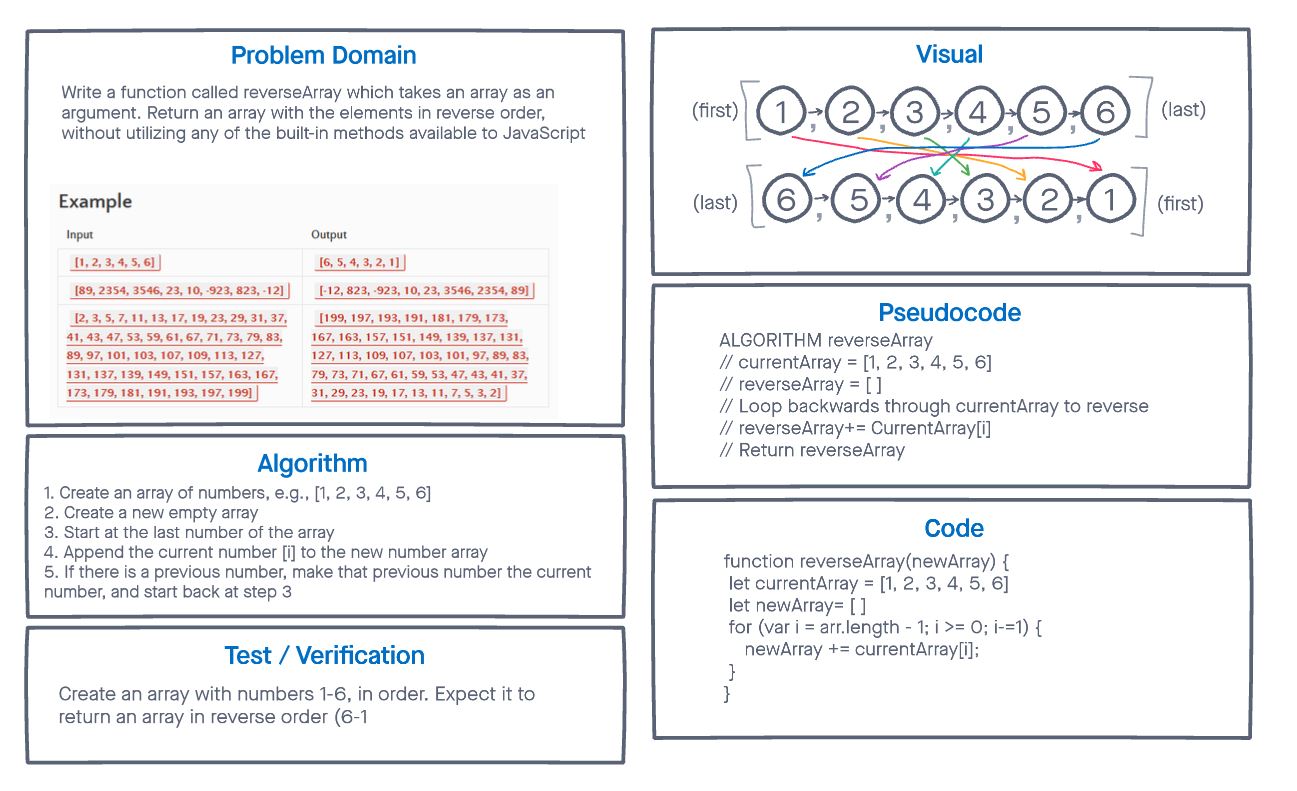 Problem Domain
Write a function called reverseArray which takes an array as an
argument. Return an array with the elements in reverse order,
without utilizing any of the built-in methods available to JavaScript
Example
Input Output
[1, 2, 3, 4, 5, 6] [6, 5, 4, 3, 2, 1]
[89, 2354, 3546, 23, 10, -923, 823, -12] [-12, 823, -923, 10, 23, 3546, 2354, 89]
[2, 3, 5, 7, 11, 13, 17, 19, 23, 29, 31, 37,
41, 43, 47, 53, 59, 61, 67, 71, 73, 79, 83,
89, 97, 101, 103, 107, 109, 113, 127,
131, 137, 139, 149, 151, 157, 163, 167,
173, 179, 181, 191, 193, 197, 199]
[199, 197, 193, 191, 181, 179, 173,
167, 163, 157, 151, 149, 139, 137, 131,
127, 113, 109, 107, 103, 101, 97, 89, 83,
79, 73, 71, 67, 61, 59, 53, 47, 43, 41, 37,
31, 29, 23, 19, 17, 13, 11, 7, 5, 3, 2]
Algorithm
1. Create an array of numbers, e.g., [1, 2, 3, 4, 5, 6]
2. Create a new empty array
3. Start at the last number of the array
4. Append the current number [i] to the new number array
5. If there is a previous number, make that previous number the current
number, and start back at step 3
Test / Verification
Create an array with numbers 1-6, in order. Expect it to
return an array in reverse order (6-1
Visual
(first) [1, 2, 3, 4, 5, 6] (last)
(last) [6, 5, 4, 3, 2, 1] (first)
Pseudocode
ALGORITHM reverseArray
// currentArray = [1, 2, 3, 4, 5, 6]
// reverseArray = [ ]
// Loop backwards through currentArray to reverse
// reverseArray+= CurrentArray[i]
// Return reverseArray
Code
function reverseArray(newArray) {
let currentArray = [1, 2, 3, 4, 5, 6]
let newArray= [ ]
for (var i = arr.length - 1; i >= 0; i-=1) {
newArray += currentArray[i];
}
}